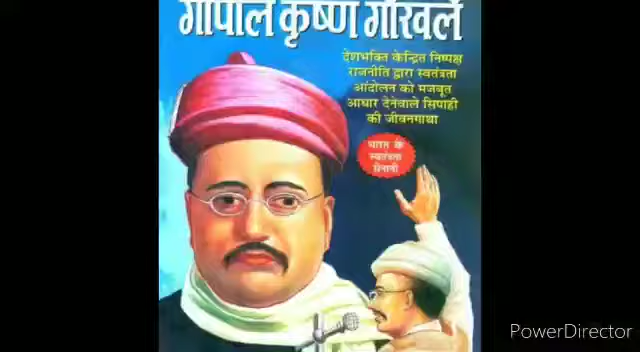 गोपाल कृष्ण गोखले
देशभक्ति केन्द्रित निष्पक्ष
राजनीति द्वारा स्वतंत्रता
आंदोलन को मजबूत
आधार देनेवाले सिपाही
की जीवनगाथा
भारत के
स्वतंत्रता
सेनानी
PowerDirector